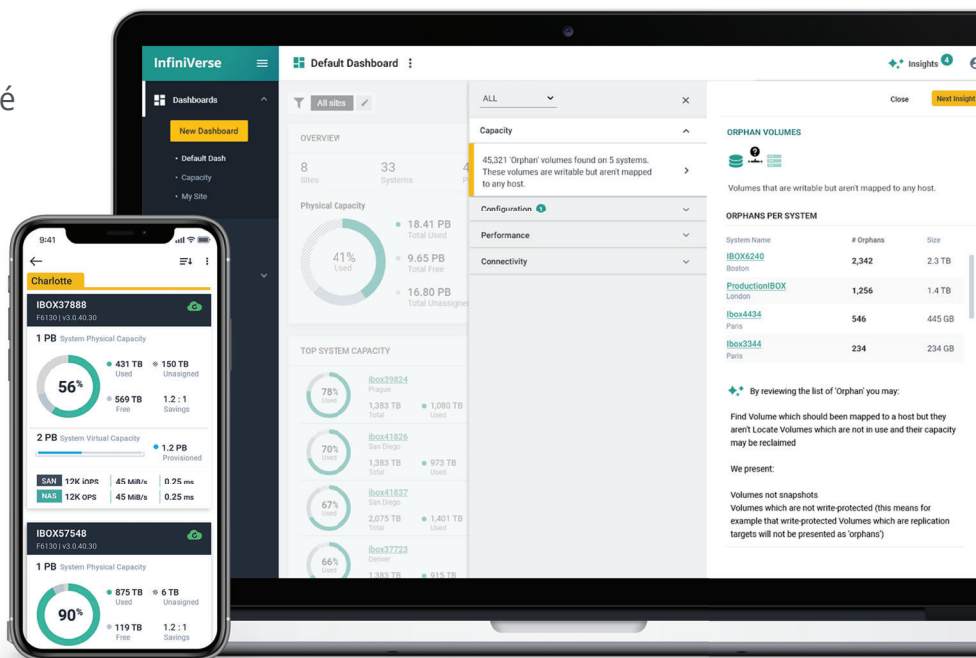 é
InfiniVerse
Default Dashboard
Insights 4
Dashboards
New Dashboard
• Default Dash
• Capacity
• My Site
All sites
OVERVIEW
8
Sites
33
Systems
4
Physical Capacity
41%
Used
18.41 PB
Total Used
9.65 PB
Total Free
16.80 PB
Total Unassigned
TOP SYSTEM CAPACITY
78%
Used
ibox39824
Prague
1,383 TB
Total
1,080 TB
Used
70%
Used
ibox41826
San Diego
1,383 TB
Total
973 TB
Used
67%
Used
ibox41837
San Diego
2,075 TB
Total
1,401 TB
Used
66%
Used
ibox37723
Denver
1,383 TB
915 TB
ALL
Capacity
45,321 'Orphan' volumes found on 5 systems.
These volumes are writable but aren't mapped
to any host.
Configuration 1
Performance
Connectivity
Close
Next Insight
ORPHAN VOLUMES
?
Volumes that are writable but aren't mapped to any host.
ORPHANS PER SYSTEM
System Name # Orphans Size
IBOX6240 2,342 2.3 TB
Boston
ProductionIBOX 1,256 1.4 TB
London
Ibox4434 546 445 GB
Paris
Ibox3344 234 234 GB
Paris
By reviewing the list of 'Orphan' you may:
Find Volume which should been mapped to a host but they
aren't Locate Volumes which are not in use and their capacity
may be reclaimed
We present:
Volumes not snapshots
Volumes which are not write-protected (this means for
example that write-protected Volumes which are replication
targets will not be presented as 'orphans')
9:41
Charlotte
IBOX37888
F6130 | v3.0.40.30
1 PB System Physical Capacity
56%
431 TB
Used
150 TB
Unasigned
569 TB
Free
1.2 : 1
Savings
2 PB System Virtual Capacity
1.2 PB
Provisioned
SAN 12K iOPS 45 MiB/s 0.25 ms
NAS 12K OPS 45 MiB/s 0.25 ms
IBOX57548
F6130 | v3.0.40.30
1 PB System Physical Capacity
90%
875 TB
Used
6 TB
Unasigned
119 TB
Free
1.2 : 1
Savings